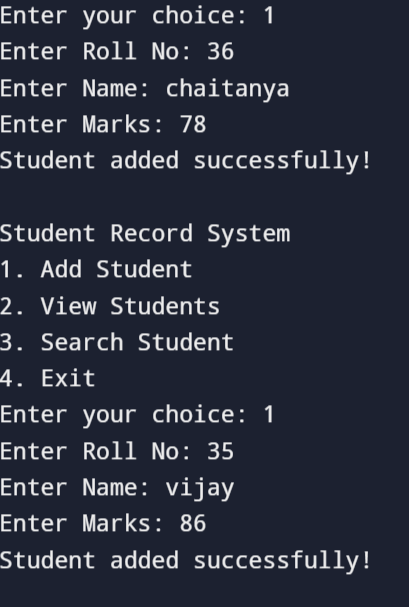 Enter your choice: 1
Enter Roll No: 36
Enter Name: chaitanya
Enter Marks: 78
Student added successfully!

Student Record System
1. Add Student
2. View Students
3. Search Student
4. Exit
Enter your choice: 1
Enter Roll No: 35
Enter Name: vijay
Enter Marks: 86
Student added successfully!